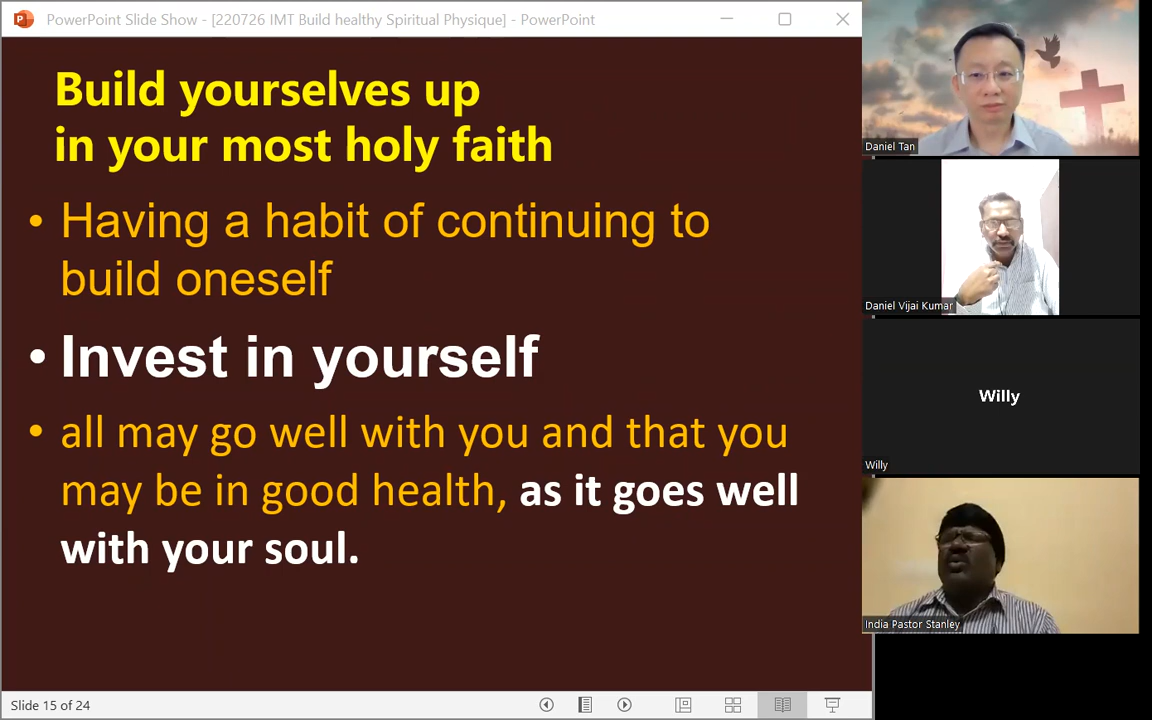 PowerPoint Slide Show - [220726 IMT Build healthy Spiritual Physique] - PowerPoint
Build yourselves up
in your most holy faith
• Having a habit of continuing to
build oneself
• Invest in yourself
• all may go well with you and that you
may be in good health, as it goes well
with your soul.
Slide 15 of 24
Daniel Tan
Daniel Vijai Kumar
Willy
Willy
India Pastor Stanley